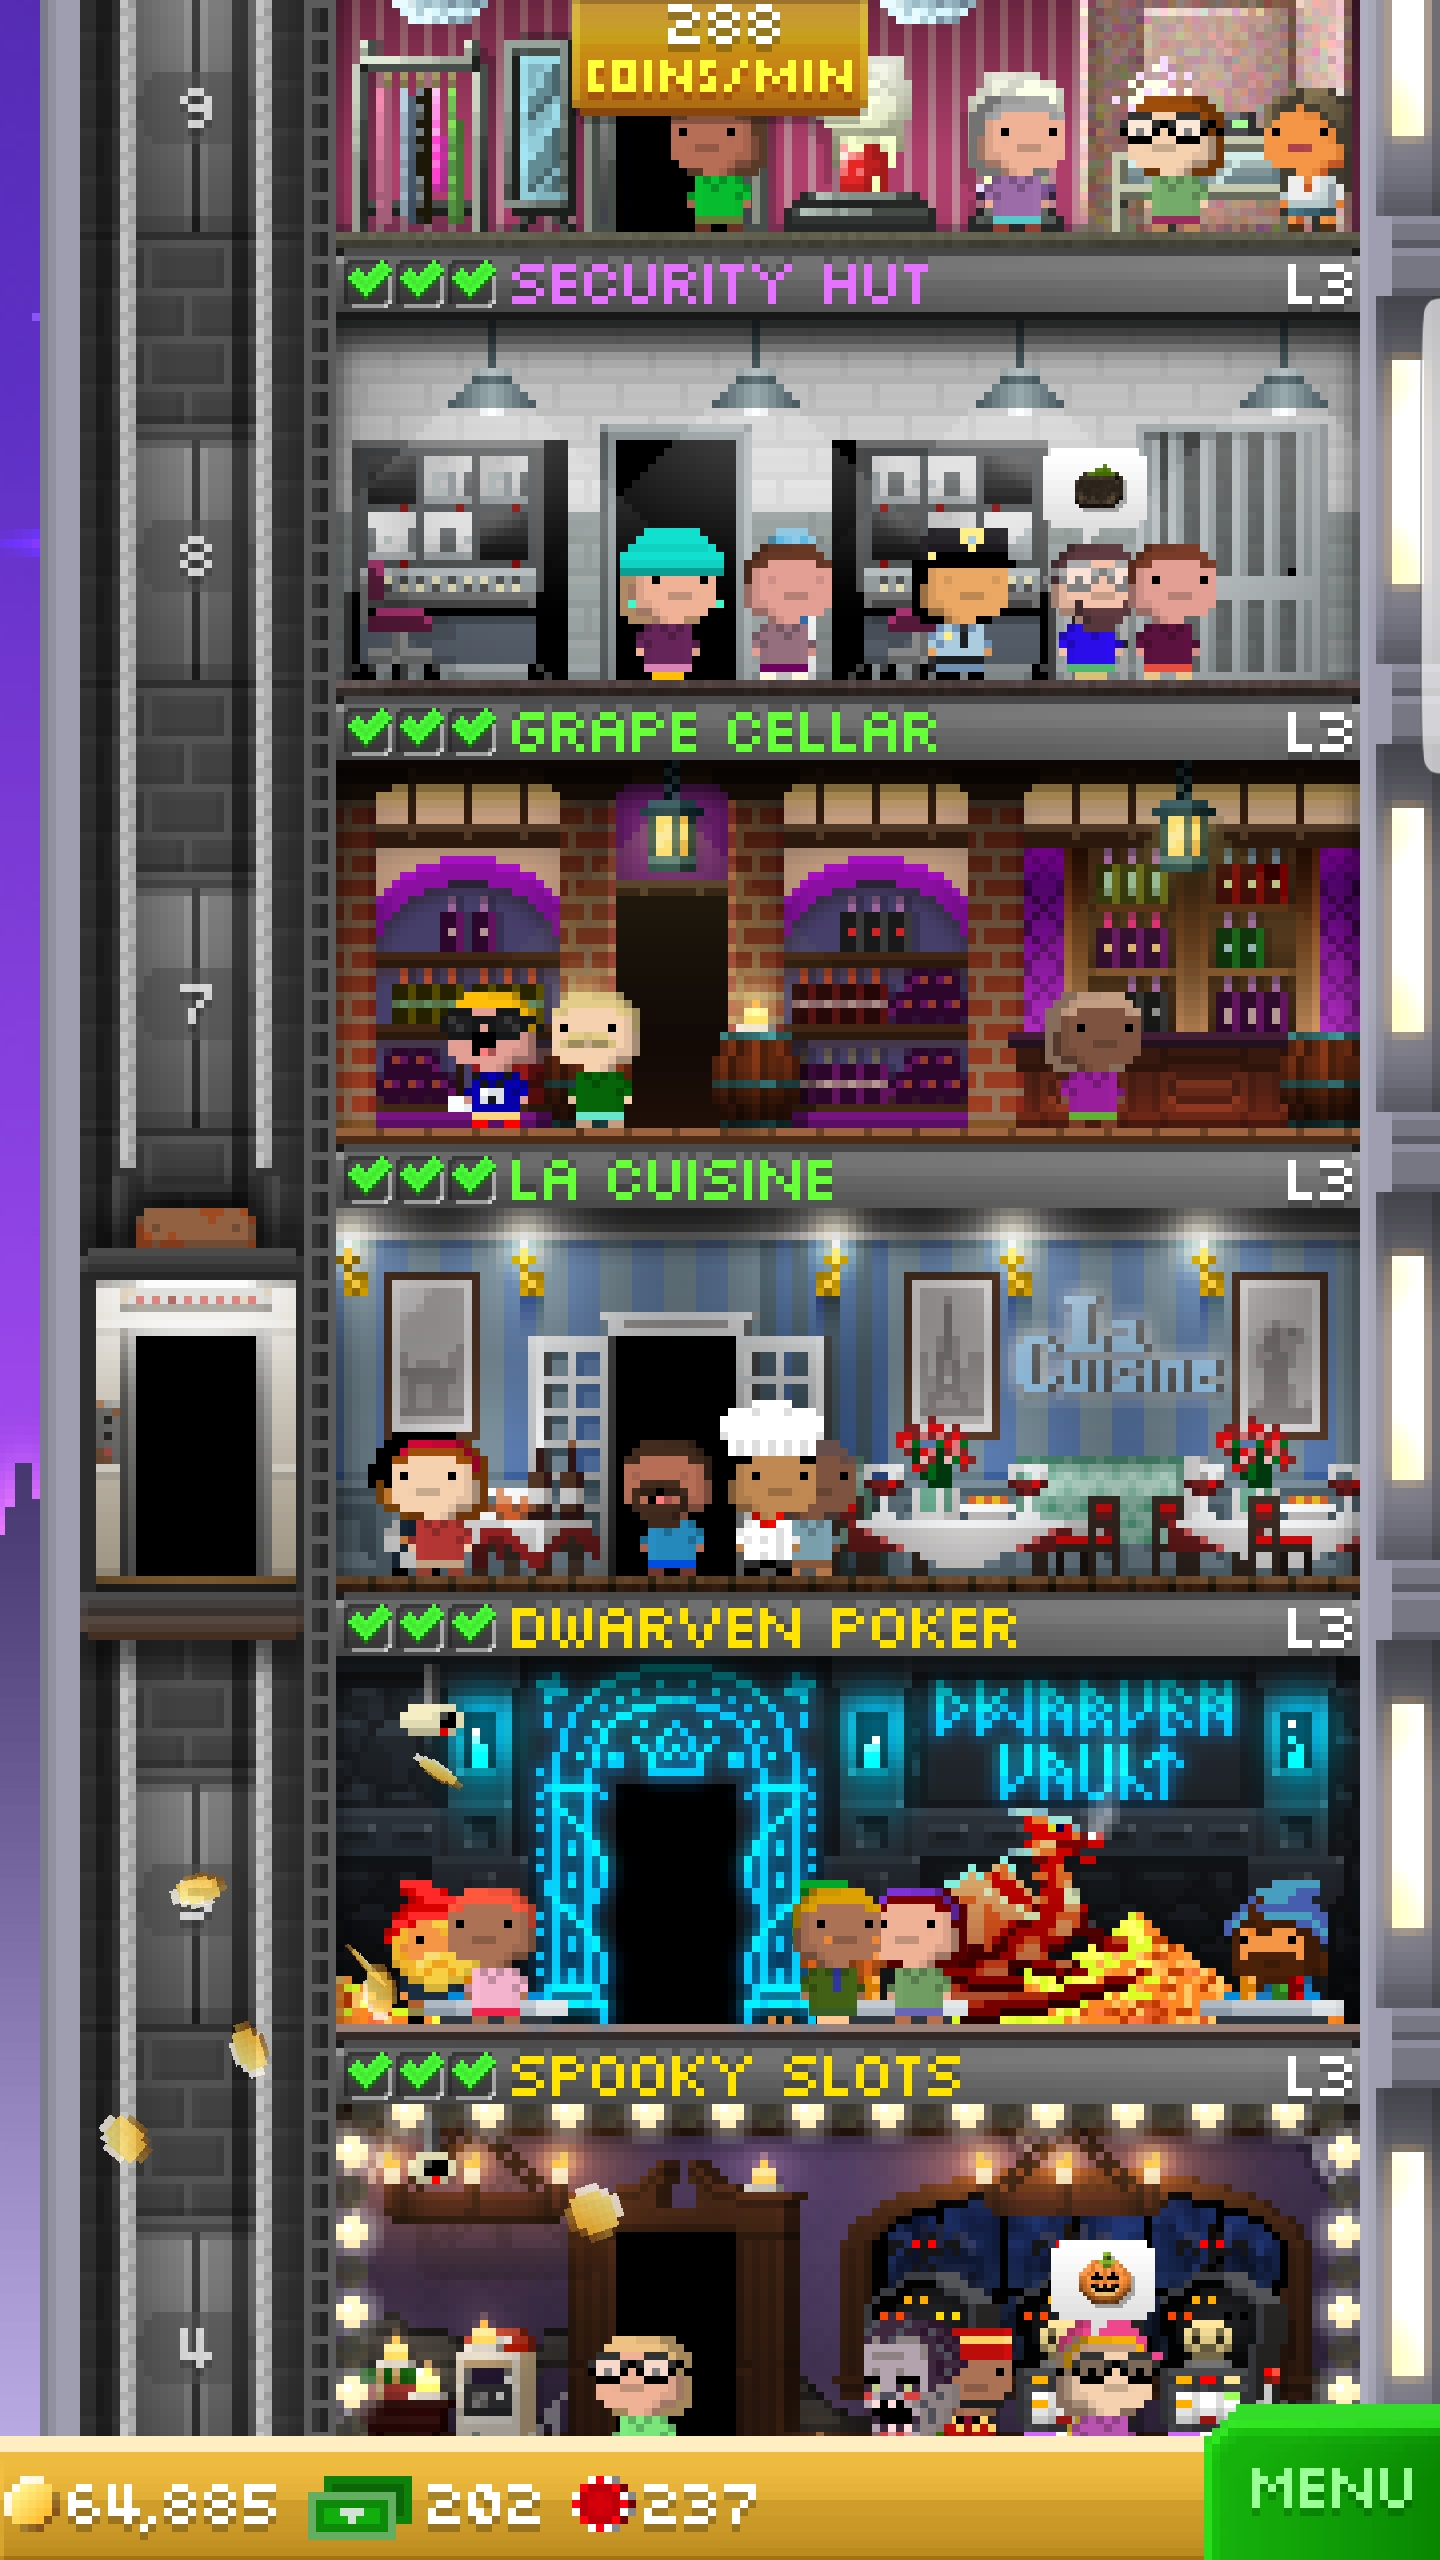 288
COINS/MIN
9
SECURITY HUT L3
8
GRAPE CELLAR L3
7
LA CUISINE L3
La
Cuisine
DWARVEN POKER L3
DWARVEN
VAULT
SPOOKY SLOTS L3
4
64,885 202 237
MENU